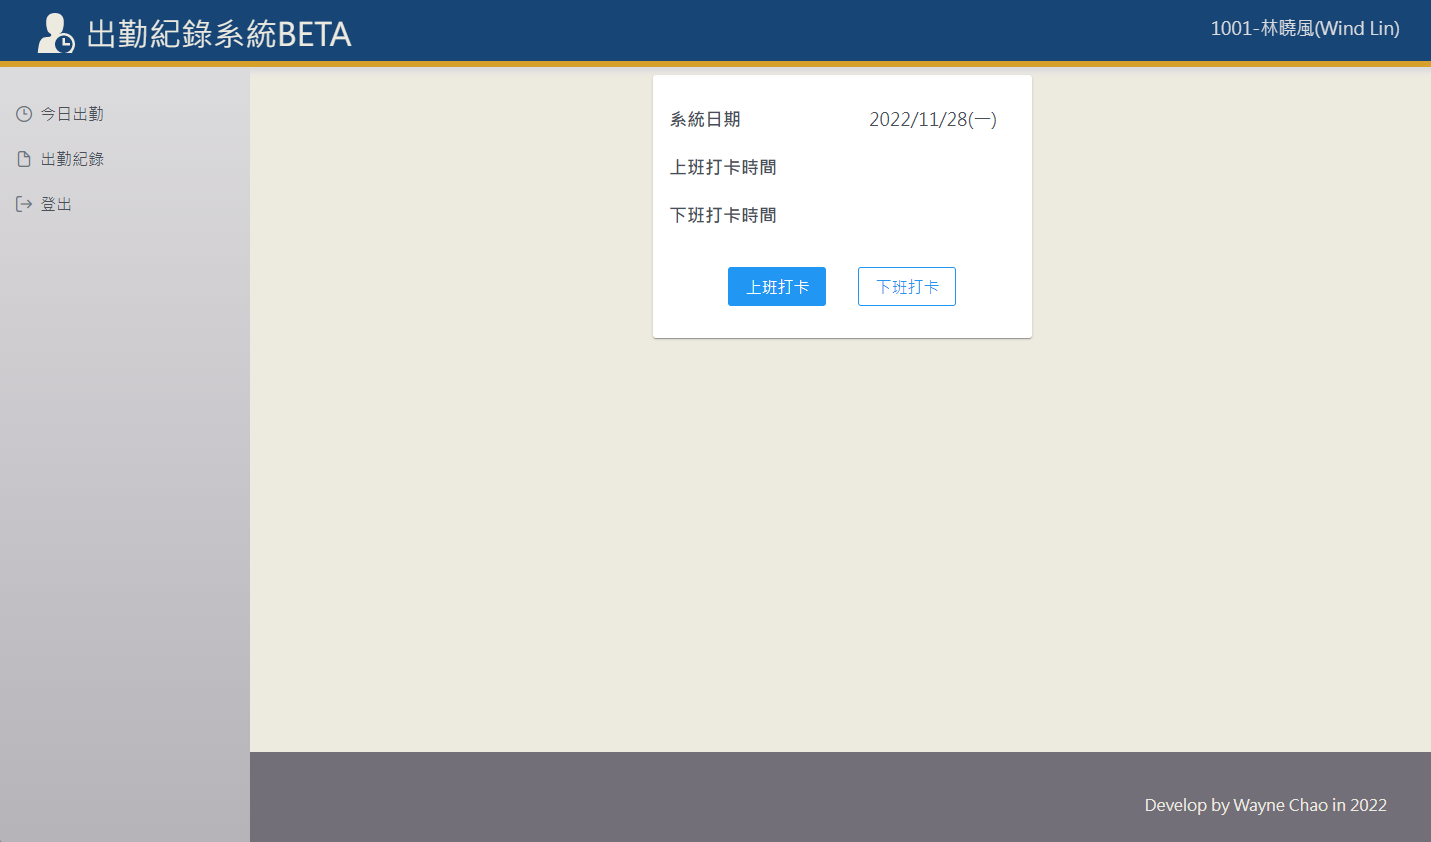 出勤紀錄系統BETA
1001-林曉風(Wind Lin)
今日出勤
出勤紀錄
登出
系統日期 2022/11/28(一)
上班打卡時間
下班打卡時間
上班打卡 下班打卡
Develop by Wayne Chao in 2022